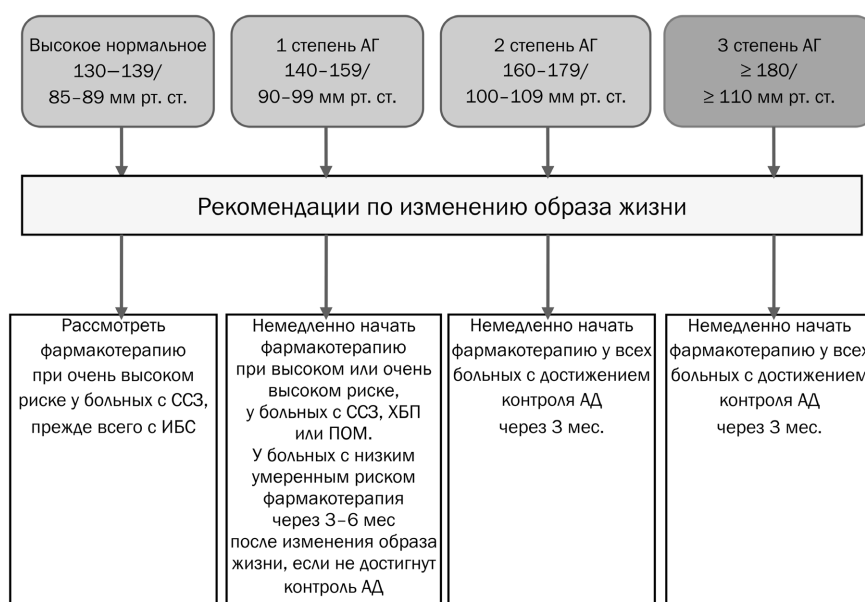 Высокое нормальное
130—139/
85–89 мм рт. ст.
1 степень АГ
140–159/
90–99 мм рт. ст.
2 степень АГ
160–179/
100–109 мм рт. ст.
3 степень АГ
≥ 180/
≥ 110 мм рт. ст.
Рекомендации по изменению образа жизни
Рассмотреть
фармакотерапию
при очень высоком
риске у больных с ССЗ,
прежде всего с ИБС
Немедленно начать
фармакотерапию
при высоком или очень
высоком риске,
у больных с ССЗ, ХБП
или ПОМ.
У больных с низким
умеренным риском
фармакотерапия
через 3–6 мес
после изменения образа
жизни, если не достигнут
контроль АД
Немедленно начать
фармакотерапию у всех
больных с достижением
контроля АД
через 3 мес.
Немедленно начать
фармакотерапию у всех
больных с достижением
контроля АД
через 3 мес.